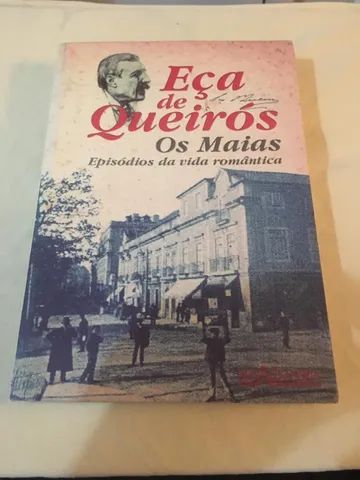 Eça
de
Queirós
Os Maias
Episódios da vida romântica